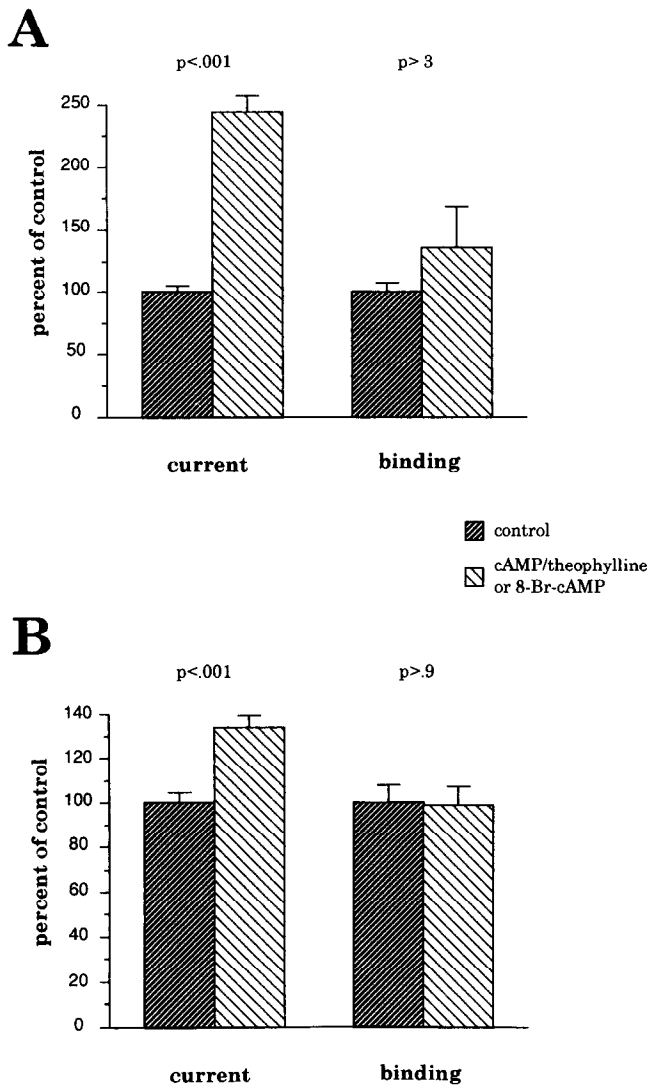 A
p<.001 p> 3
250
200
150
100
50
0
percent of control
current binding
control
cAMP/theophylline
or 8-Br-cAMP
B
p<.001 p>.9
140
120
100
80
60
40
20
0
percent of control
current binding